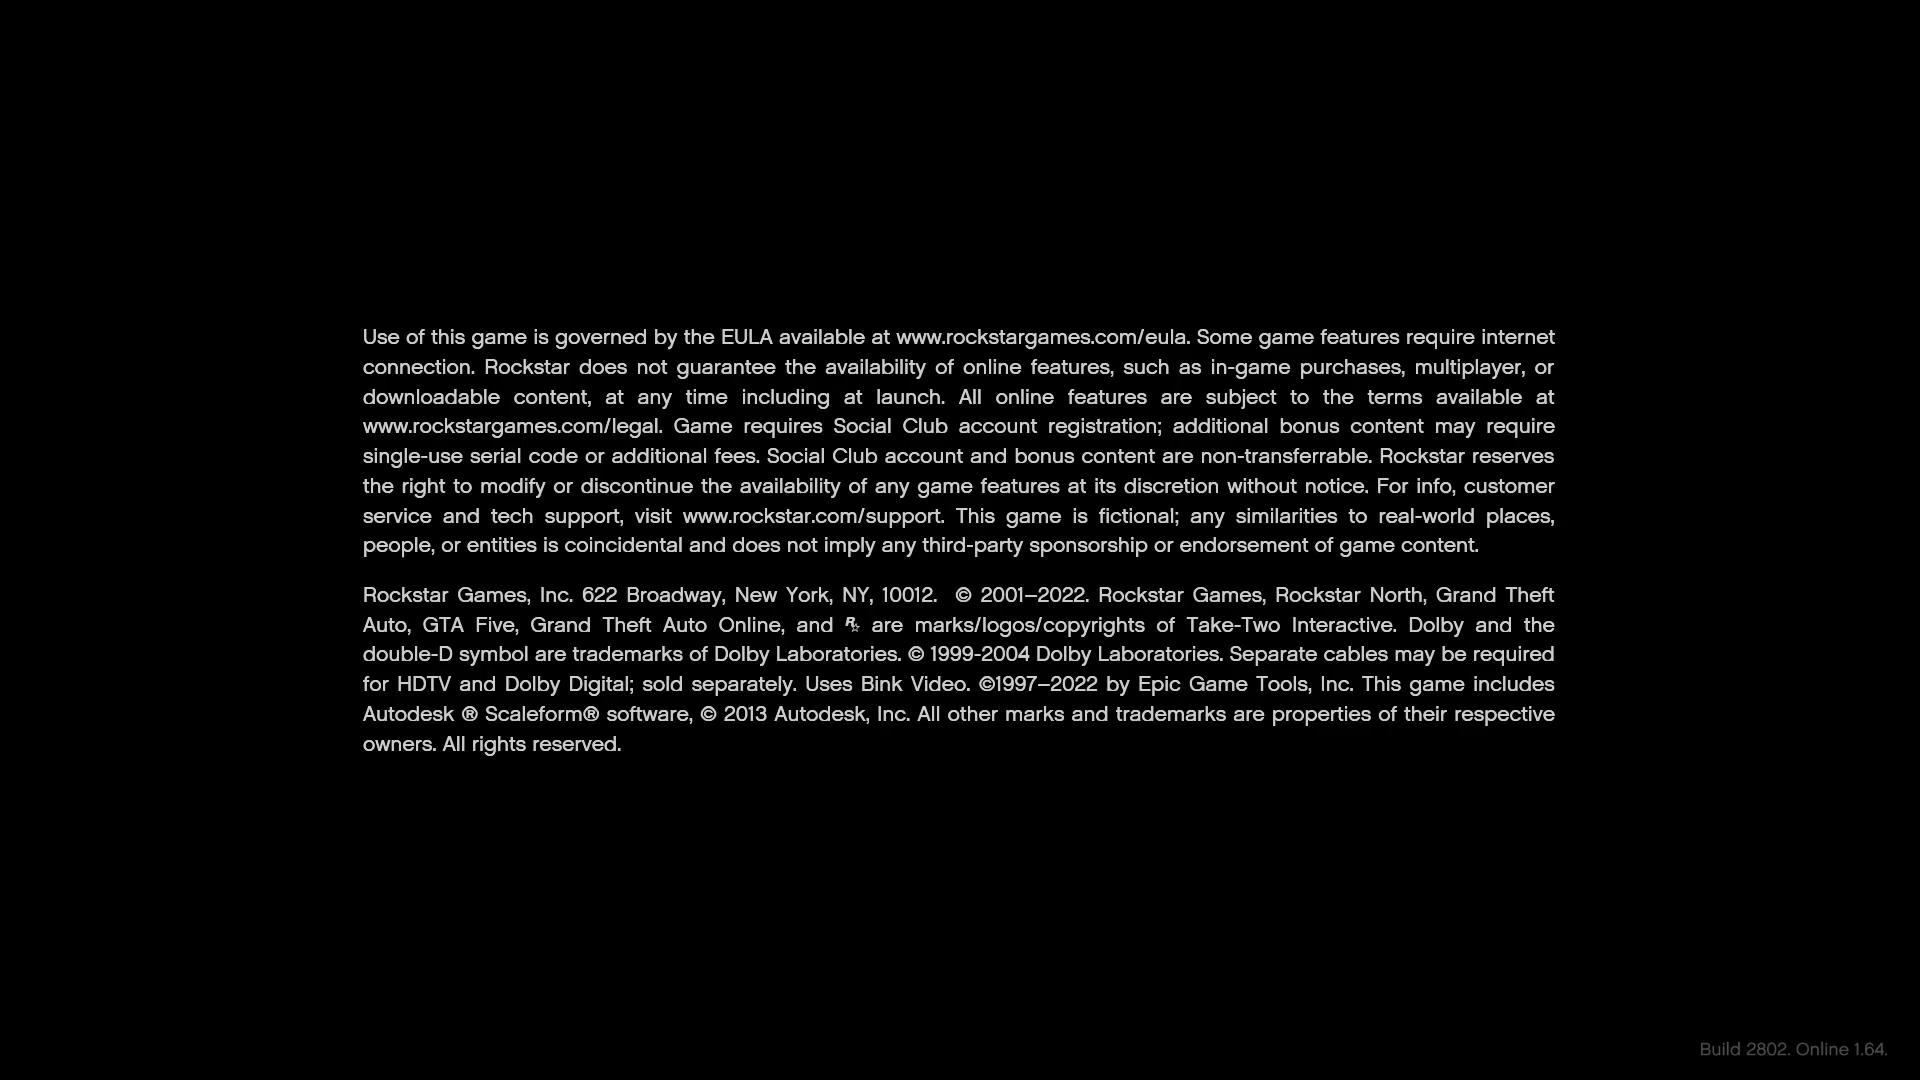 Use of this game is governed by the EULA available at www.rockstargames.com/eula. Some game features require internet
connection. Rockstar does not guarantee the availability of online features, such as in-game purchases, multiplayer, or
downloadable content, at any time including at launch. All online features are subject to the terms available at
www.rockstargames.com/legal. Game requires Social Club account registration; additional bonus content may require
single-use serial code or additional fees. Social Club account and bonus content are non-transferrable. Rockstar reserves
the right to modify or discontinue the availability of any game features at its discretion without notice. For info, customer
service and tech support, visit www.rockstar.com/support. This game is fictional; any similarities to real-world places,
people, or entities is coincidental and does not imply any third-party sponsorship or endorsement of game content.
Rockstar Games, Inc. 622 Broadway, New York, NY, 10012. © 2001–2022. Rockstar Games, Rockstar North, Grand Theft
Auto, GTA Five, Grand Theft Auto Online, and R☆ are marks/logos/copyrights of Take-Two Interactive. Dolby and the
double-D symbol are trademarks of Dolby Laboratories. © 1999-2004 Dolby Laboratories. Separate cables may be required
for HDTV and Dolby Digital; sold separately. Uses Bink Video. ©1997–2022 by Epic Game Tools, Inc. This game includes
Autodesk ® Scaleform® software, © 2013 Autodesk, Inc. All other marks and trademarks are properties of their respective
owners. All rights reserved.
Build 2802. Online 1.64.